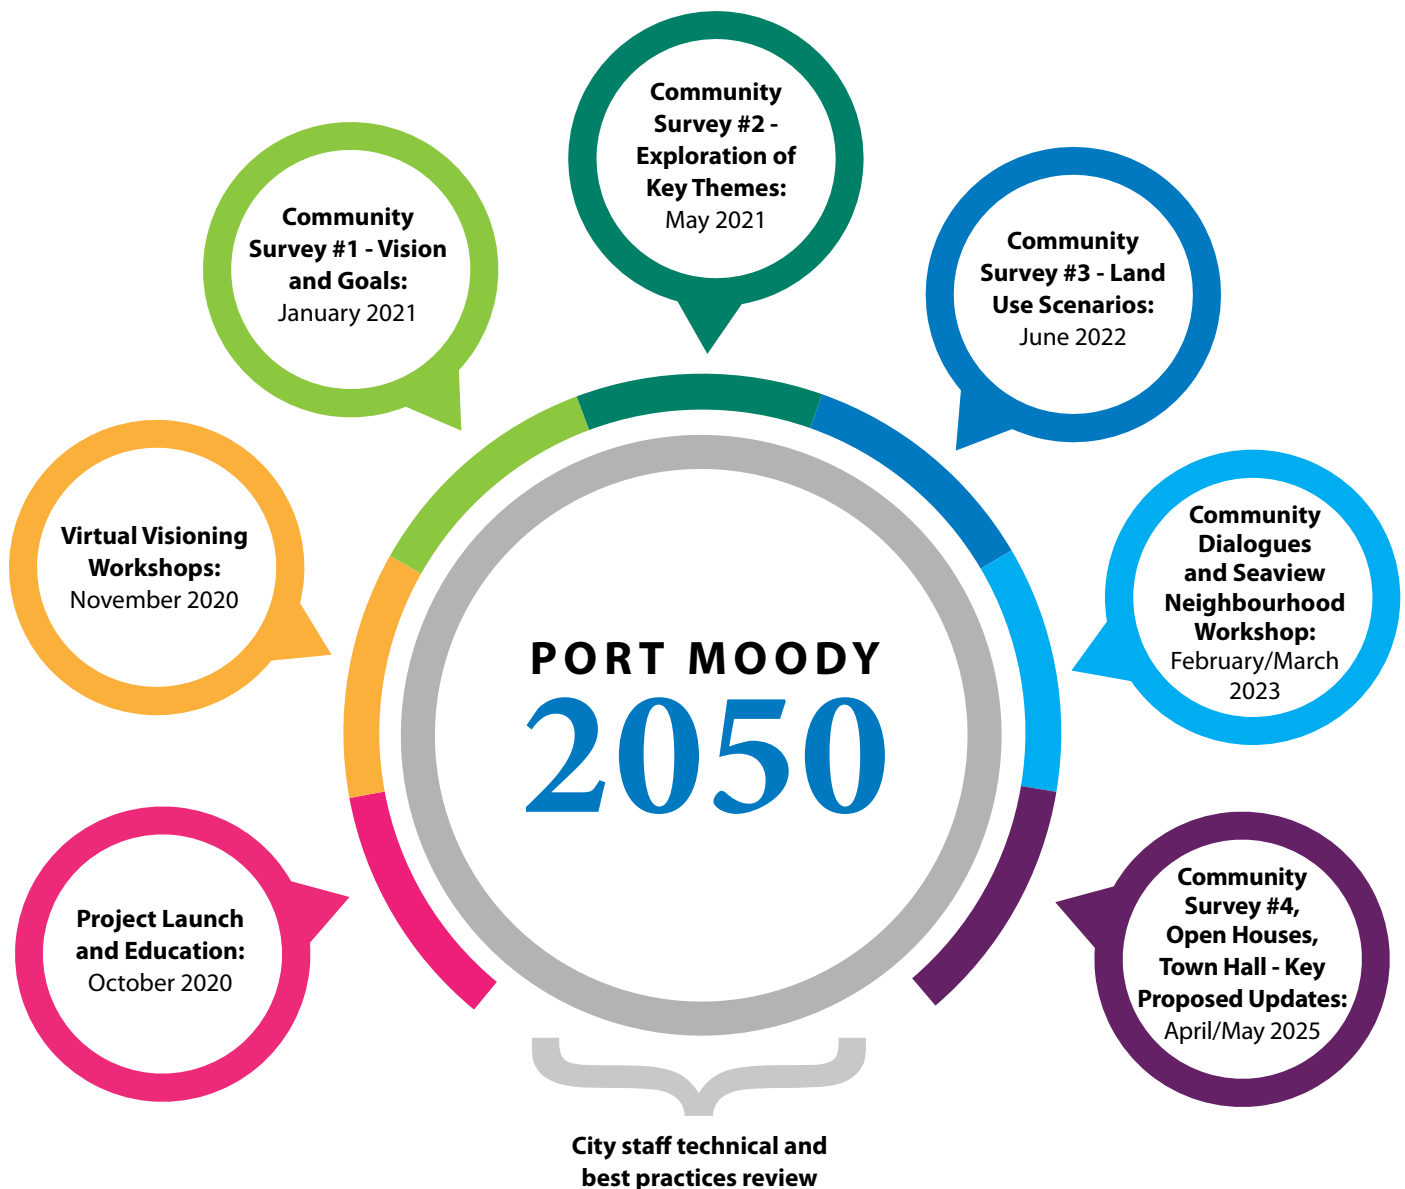 Project Launch
and Education:
October 2020
Virtual Visioning
Workshops:
November 2020
Community
Survey #1 - Vision
and Goals:
January 2021
Community
Survey #2 -
Exploration of
Key Themes:
May 2021
Community
Survey #3 - Land
Use Scenarios:
June 2022
Community
Dialogues
and Seaview
Neighbourhood
Workshop:
February/March
2023
Community
Survey #4,
Open Houses,
Town Hall - Key
Proposed Updates:
April/May 2025
PORT MOODY
2050
City staff technical and
best practices review